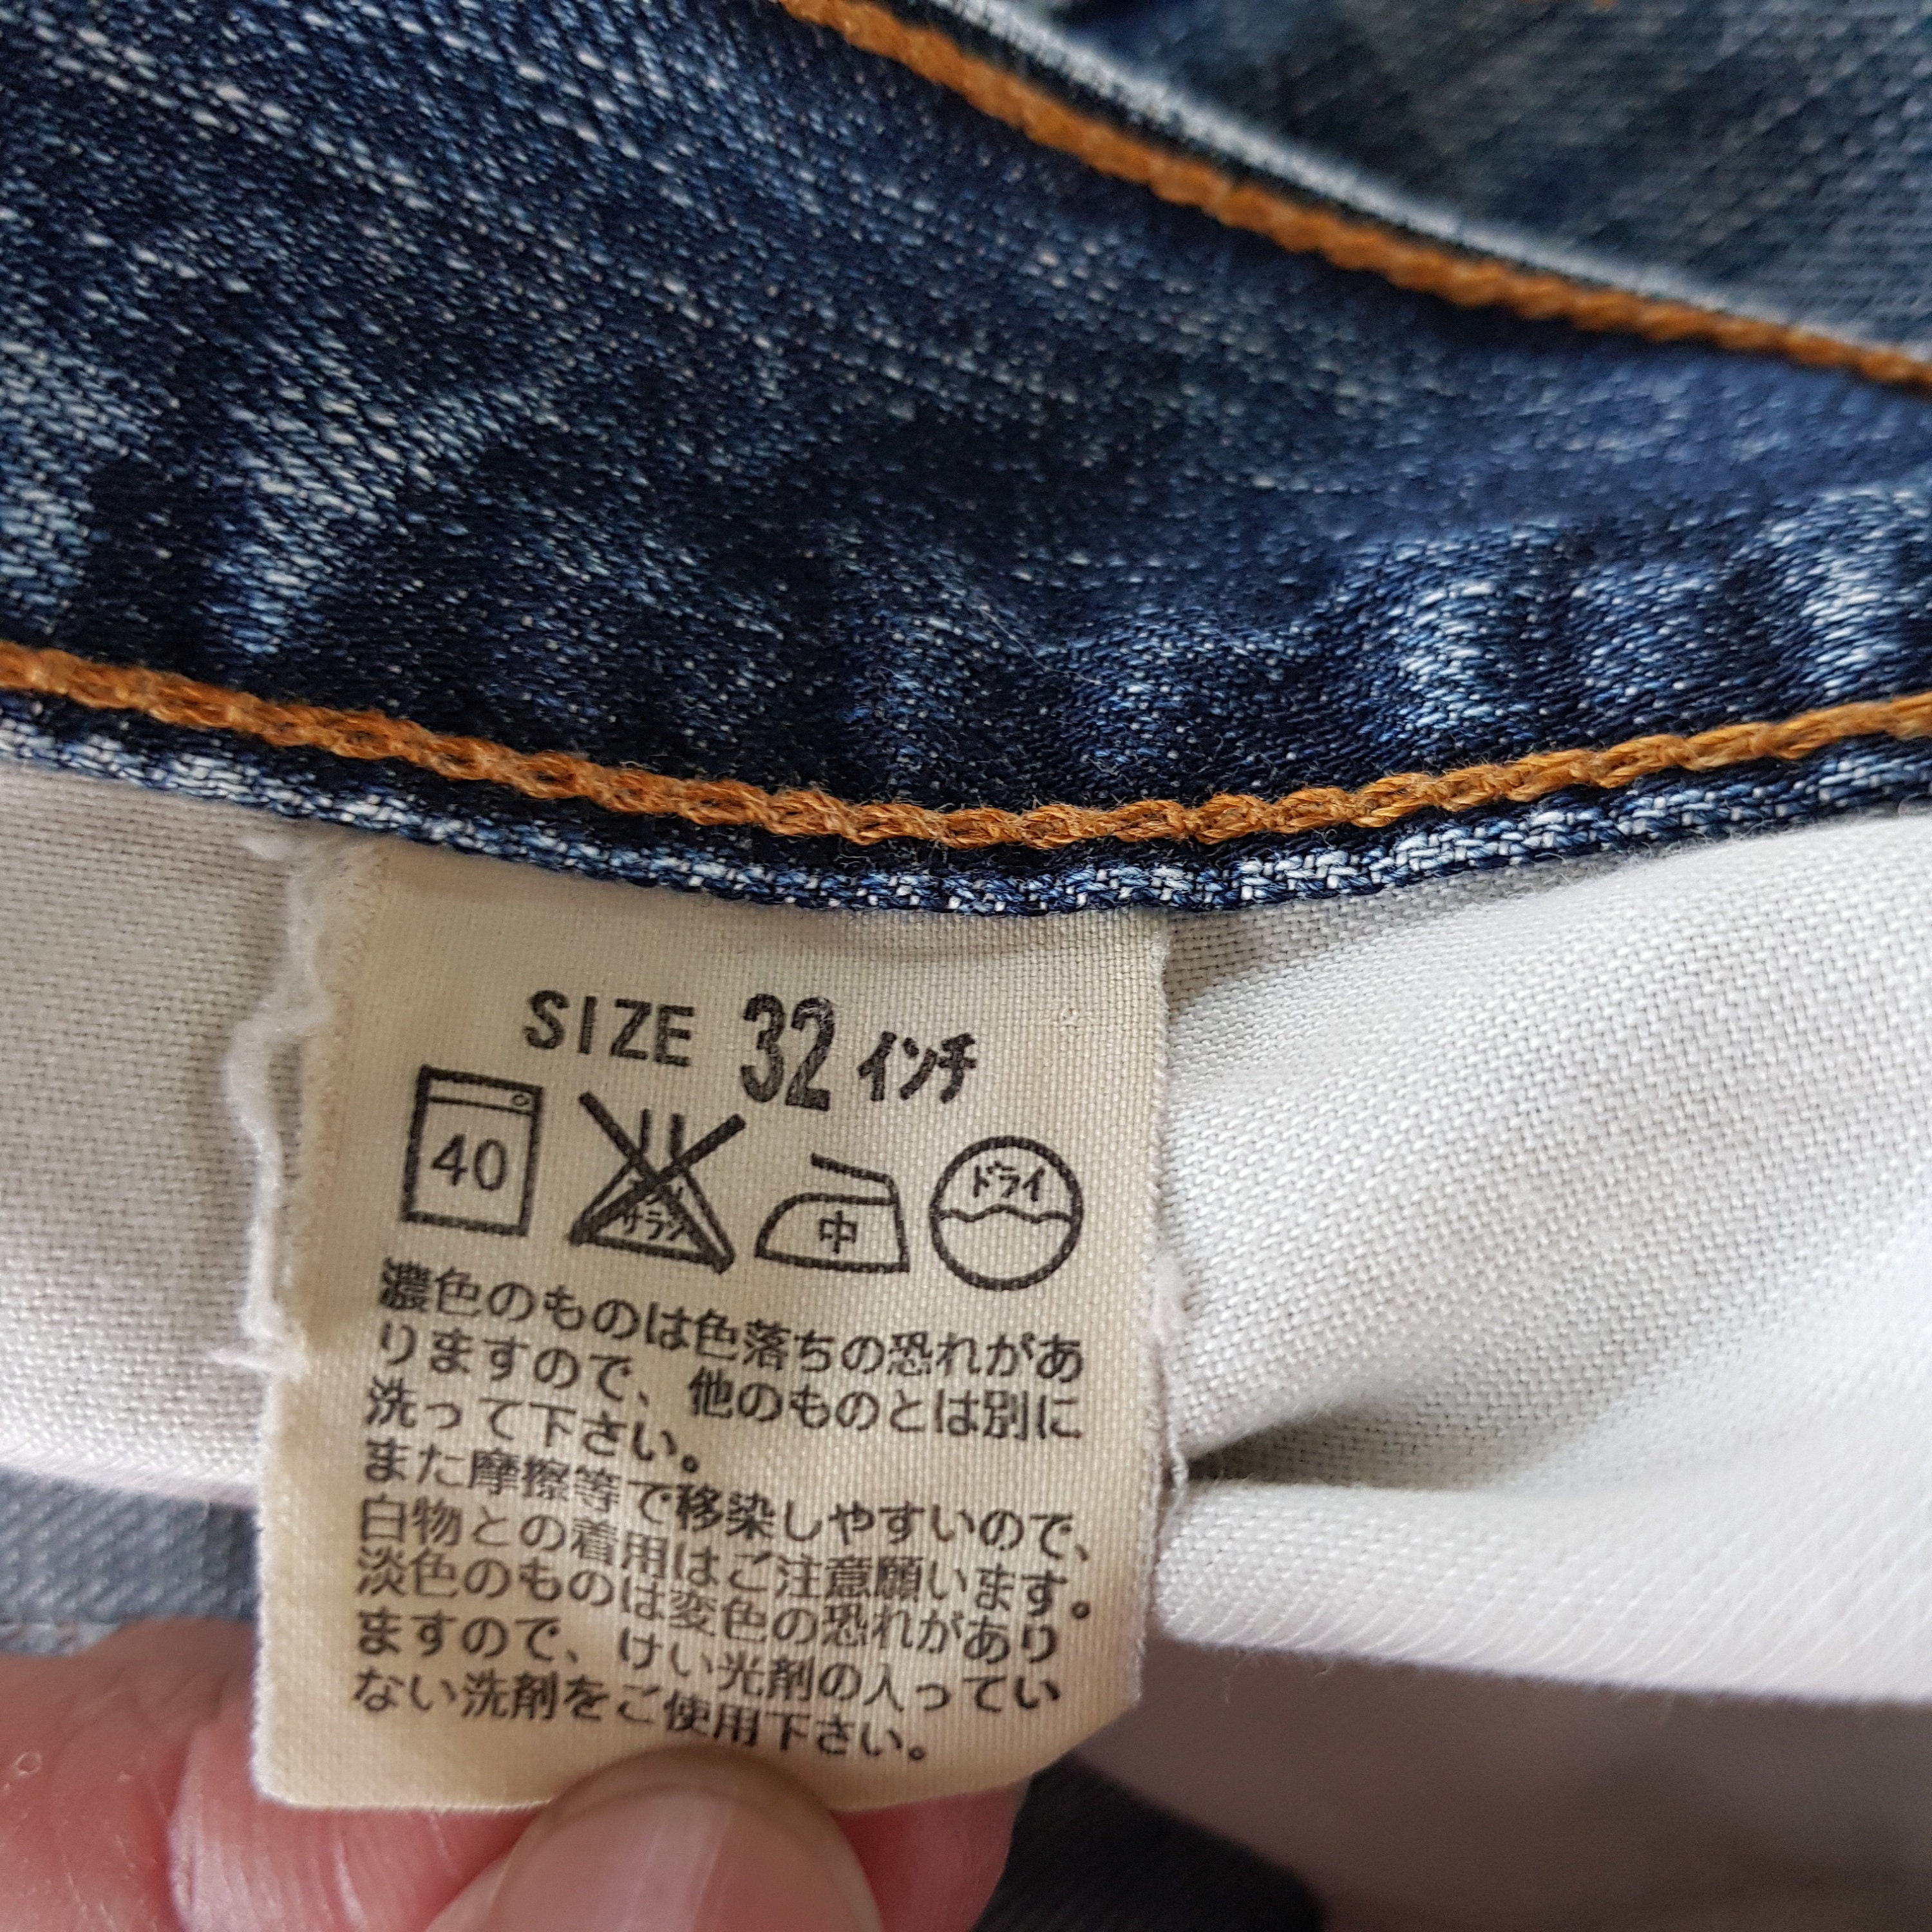 SIZE 32 インチ
40 中 ドライ
濃色のものは色落ちの恐れがあ
りますので、他のものとは別に
洗って下さい。
また摩擦等で移染しやすいので、
白物との着用はご注意願います。
淡色のものは変色の恐れがあり
ますので、けい光剤の入ってい
ない洗剤をご使用下さい。